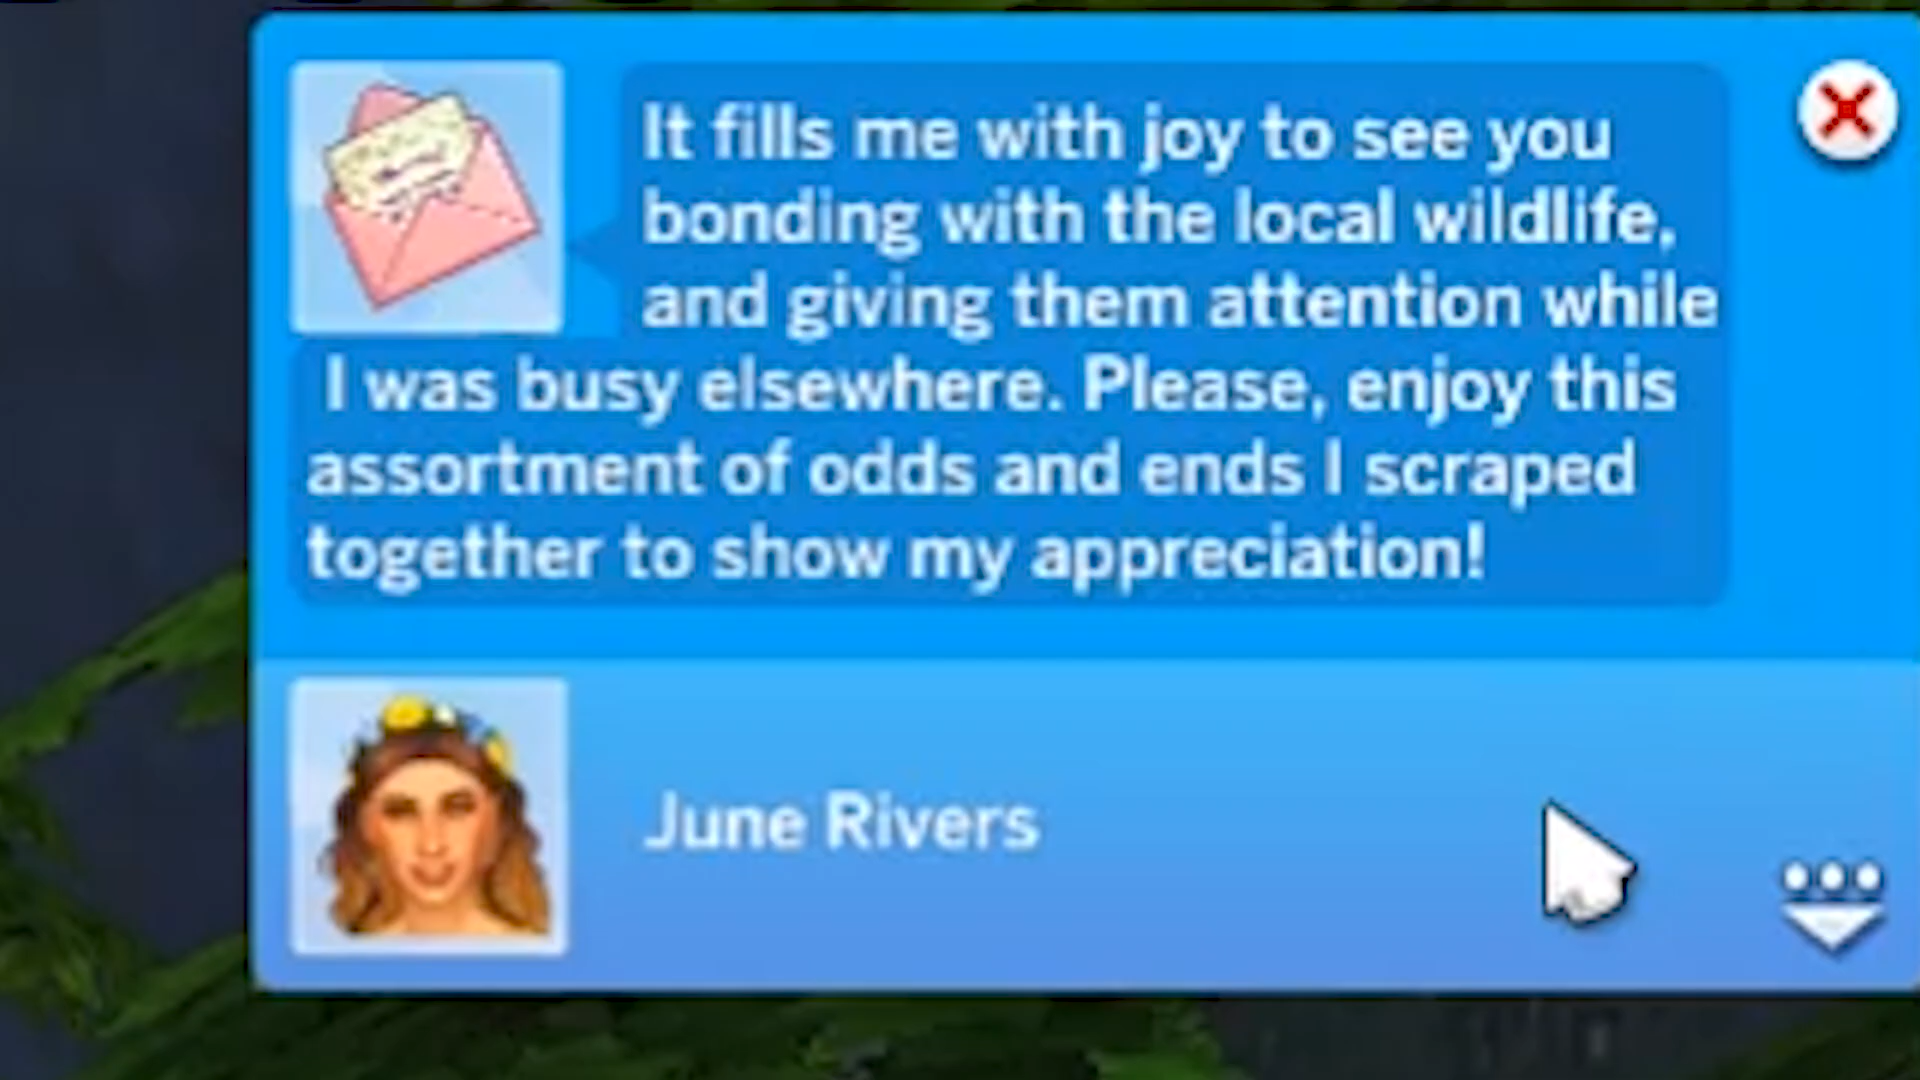 It fills me with joy to see you
bonding with the local wildlife,
and giving them attention while
I was busy elsewhere. Please, enjoy this
assortment of odds and ends I scraped
together to show my appreciation!
June Rivers